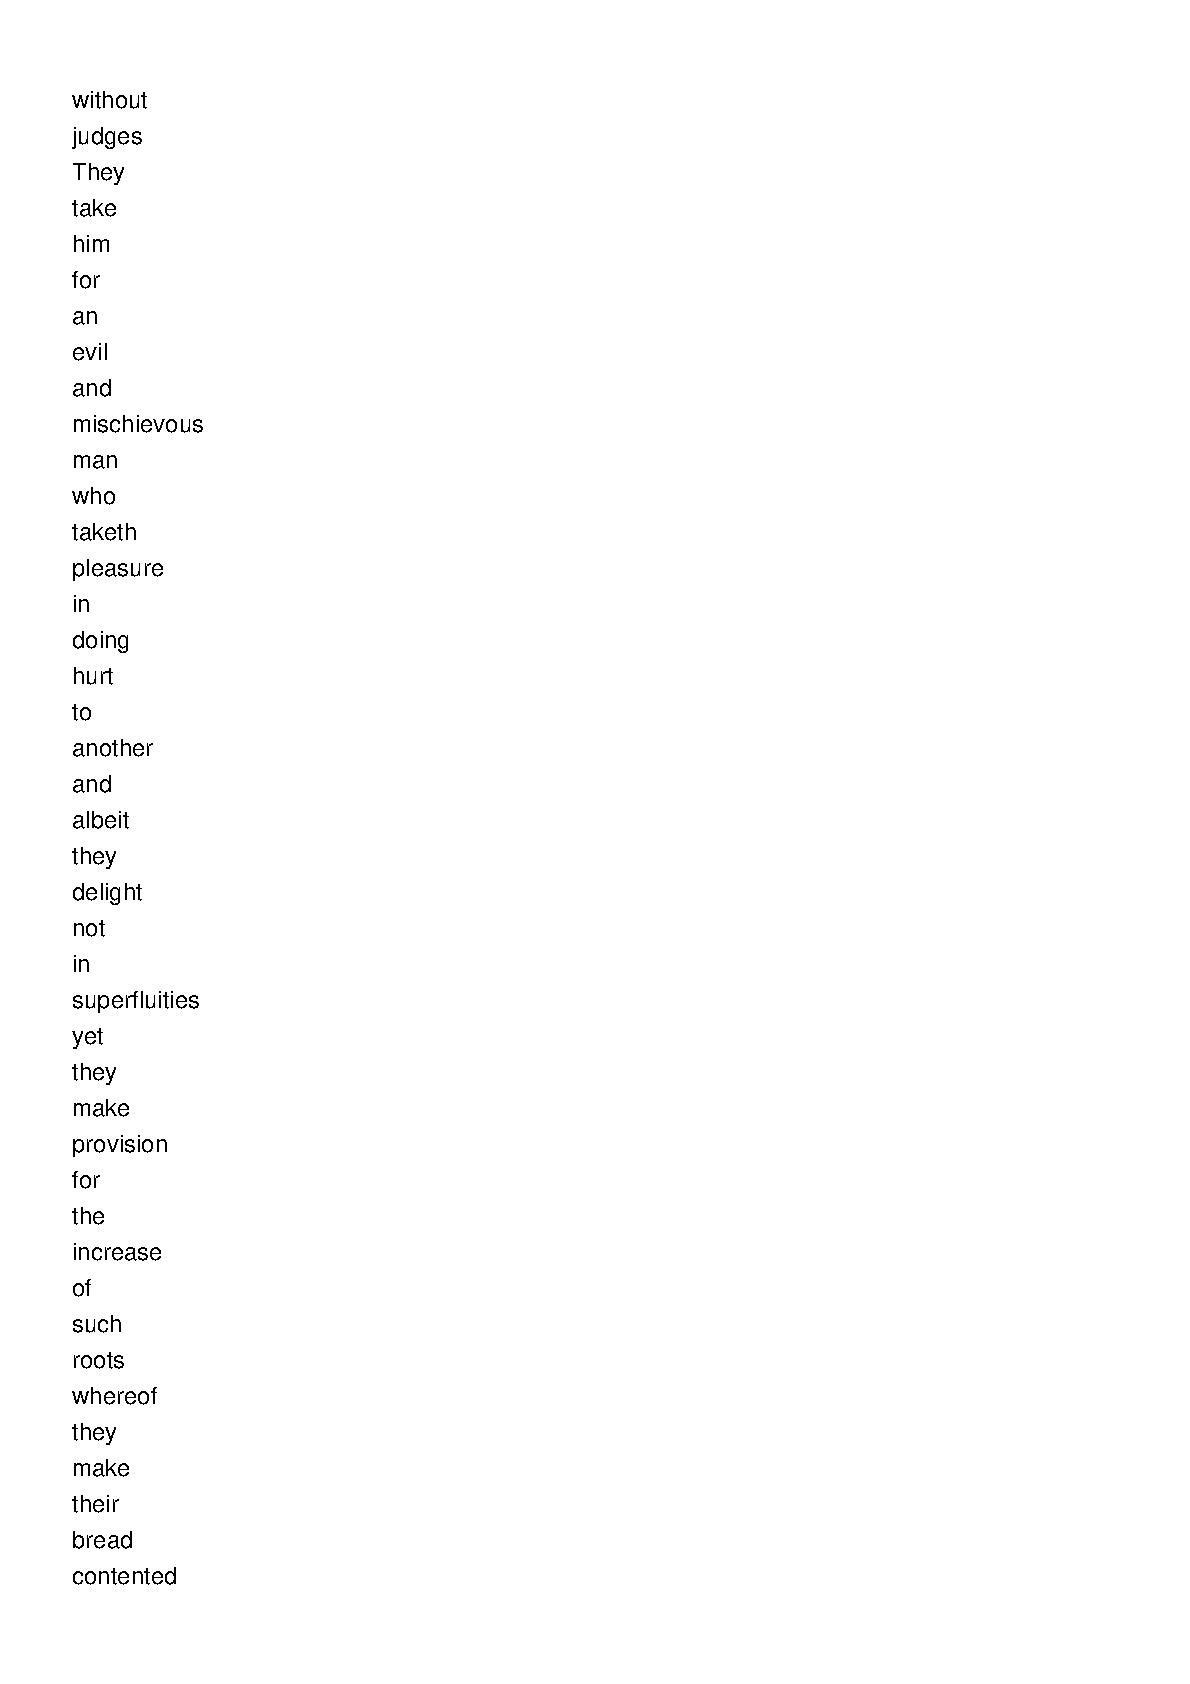 without
judges
They
take
him
for
an
evil
and
mischievous
man
who
taketh
pleasure
in
doing
hurt
to
another
and
albeit
they
delight
not
in
superfluities
yet
they
make
provision
for
the
increase
of
such
roots
whereof
they
make
their
bread
contented